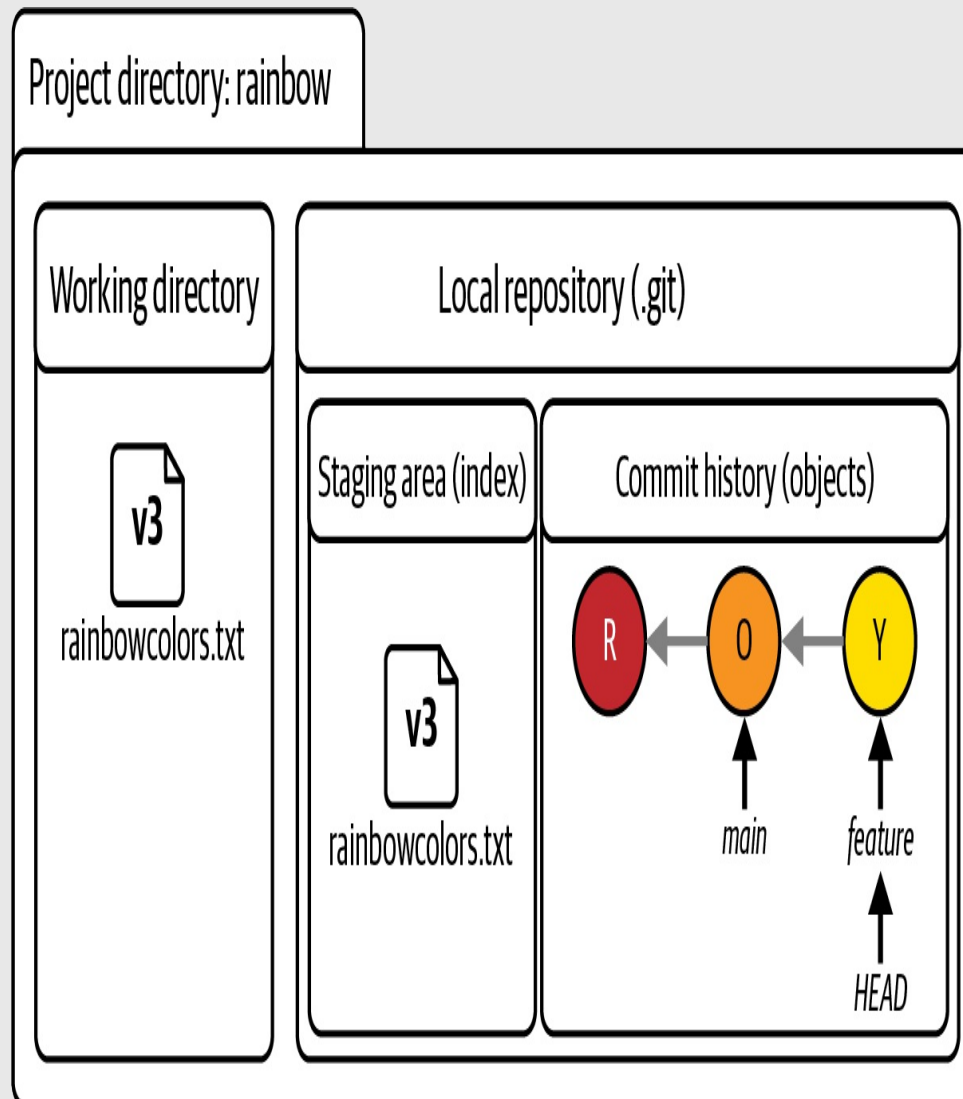 Project directory: rainbow
Working directory
Local repository (.git)
Staging area (index)
Commit history (objects)
v3
rainbowcolors.txt
v3
rainbowcolors.txt
R
O
Y
main
feature
HEAD